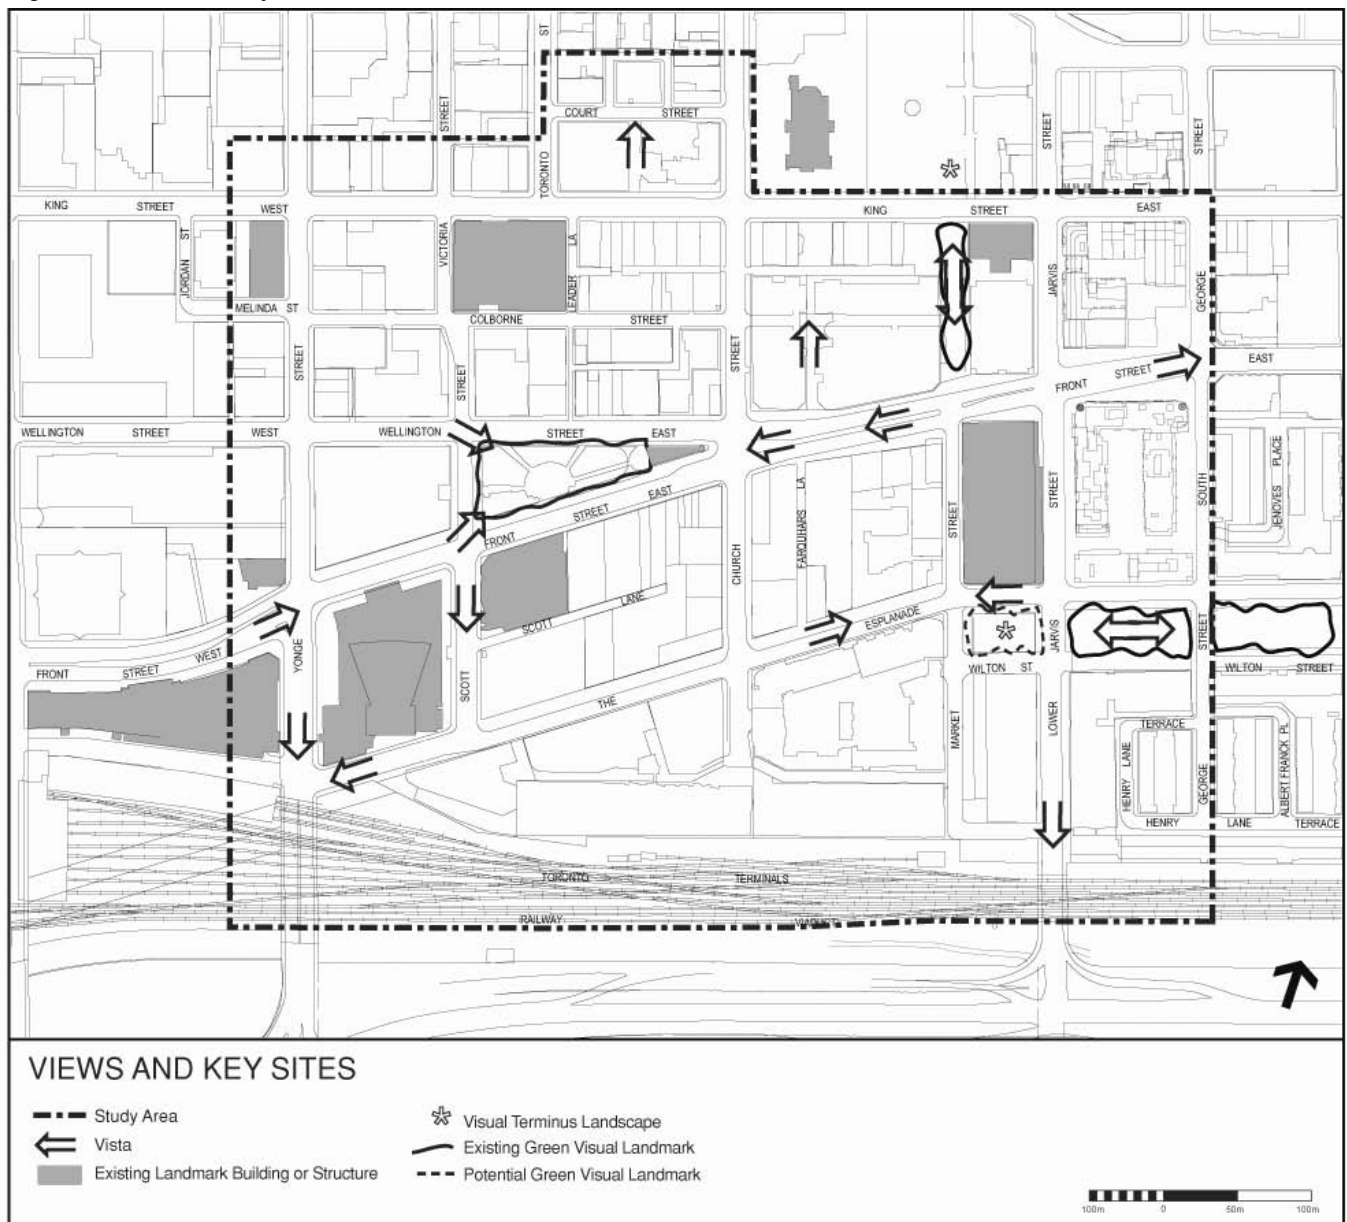 ST
STREET
COURT STREET
STREET
STREET
TORONTO
KING STREET WEST
KING STREET EAST
JORDAN ST
VICTORIA
LEADER LA
JARVIS
GEORGE
MELINDA ST
COLBORNE STREET
STREET
STREET
STREET
FRONT STREET EAST
WELLINGTON STREET WEST
WELLINGTON STREET EAST
FRONT STREET EAST
CHURCH
FARQUHARS LA
STREET
STREET
SOUTH
JENOVES PLACE
SCOTT LANE
THE ESPLANADE
FRONT STREET WEST
YONGE
SCOTT
JARVIS
STREET
WILTON ST
WILTON STREET
MARKET
LOWER
TERRACE
HENRY LANE
GEORGE
ALBERT FRANCK PL
HENRY LANE TERRACE
TORONTO TERMINALS
RAILWAY VIADUCT
VIEWS AND KEY SITES
Study Area
Vista
Existing Landmark Building or Structure
Visual Terminus Landscape
Existing Green Visual Landmark
Potential Green Visual Landmark
100m 0 50m 100m